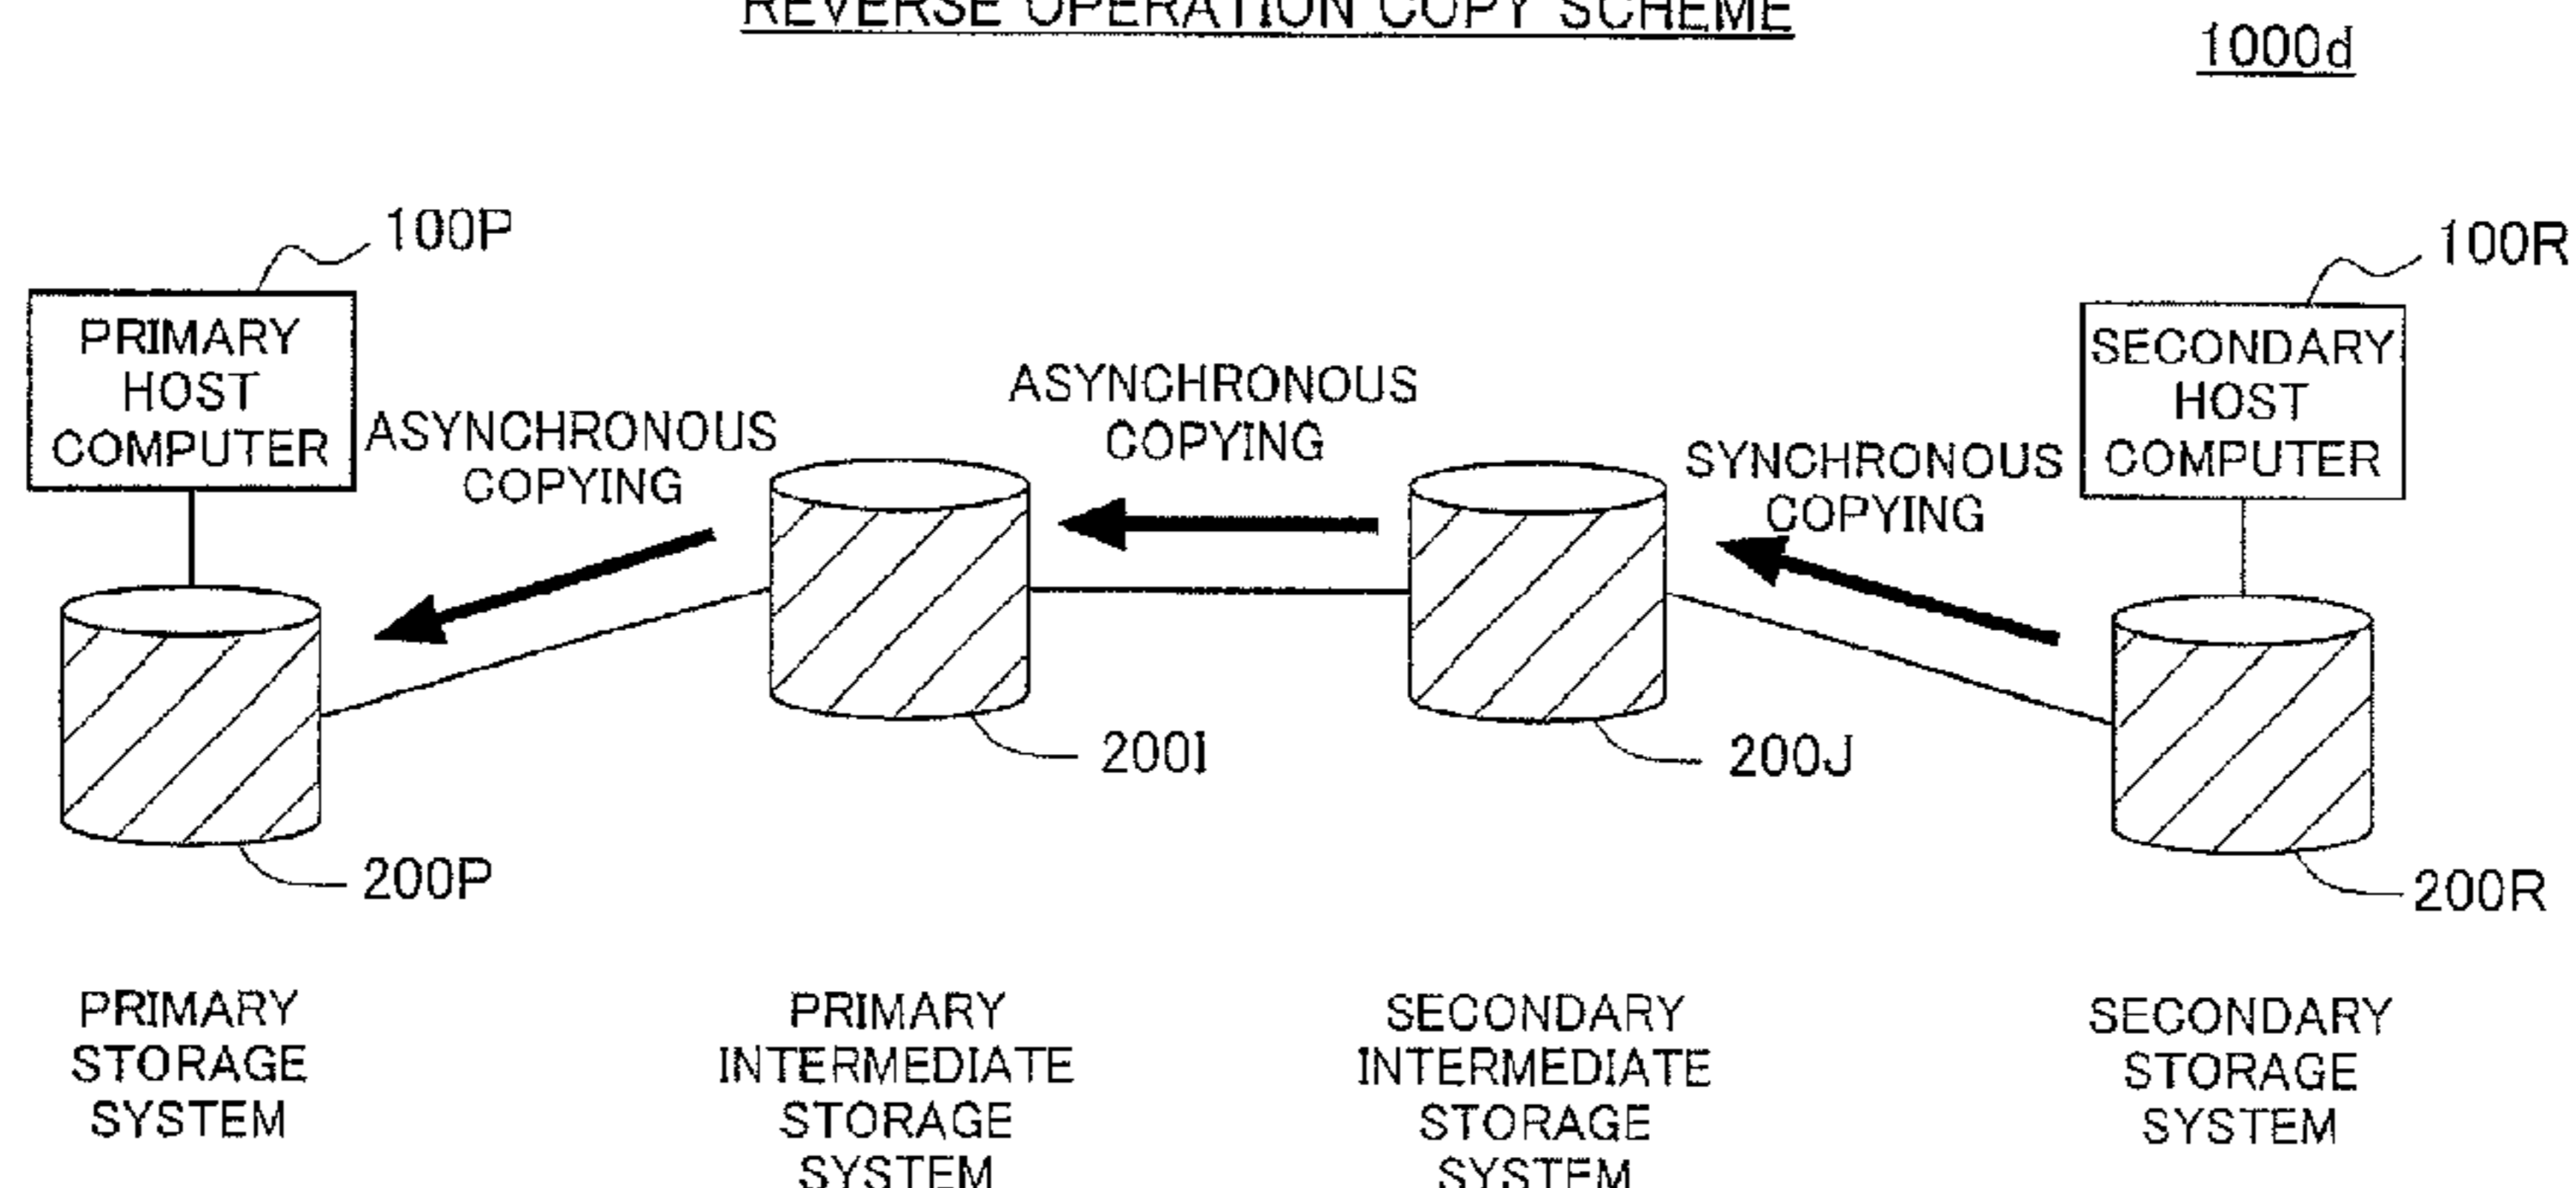 REVERSE OPERATION COPY SCHEME
1000d
100P
100R
PRIMARY
HOST
COMPUTER
ASYNCHRONOUS
COPYING
ASYNCHRONOUS
COPYING
SYNCHRONOUS
COPYING
SECONDARY
HOST
COMPUTER
200P
200I
200J
200R
PRIMARY
STORAGE
SYSTEM
PRIMARY
INTERMEDIATE
STORAGE
SYSTEM
SECONDARY
INTERMEDIATE
STORAGE
SYSTEM
SECONDARY
STORAGE
SYSTEM